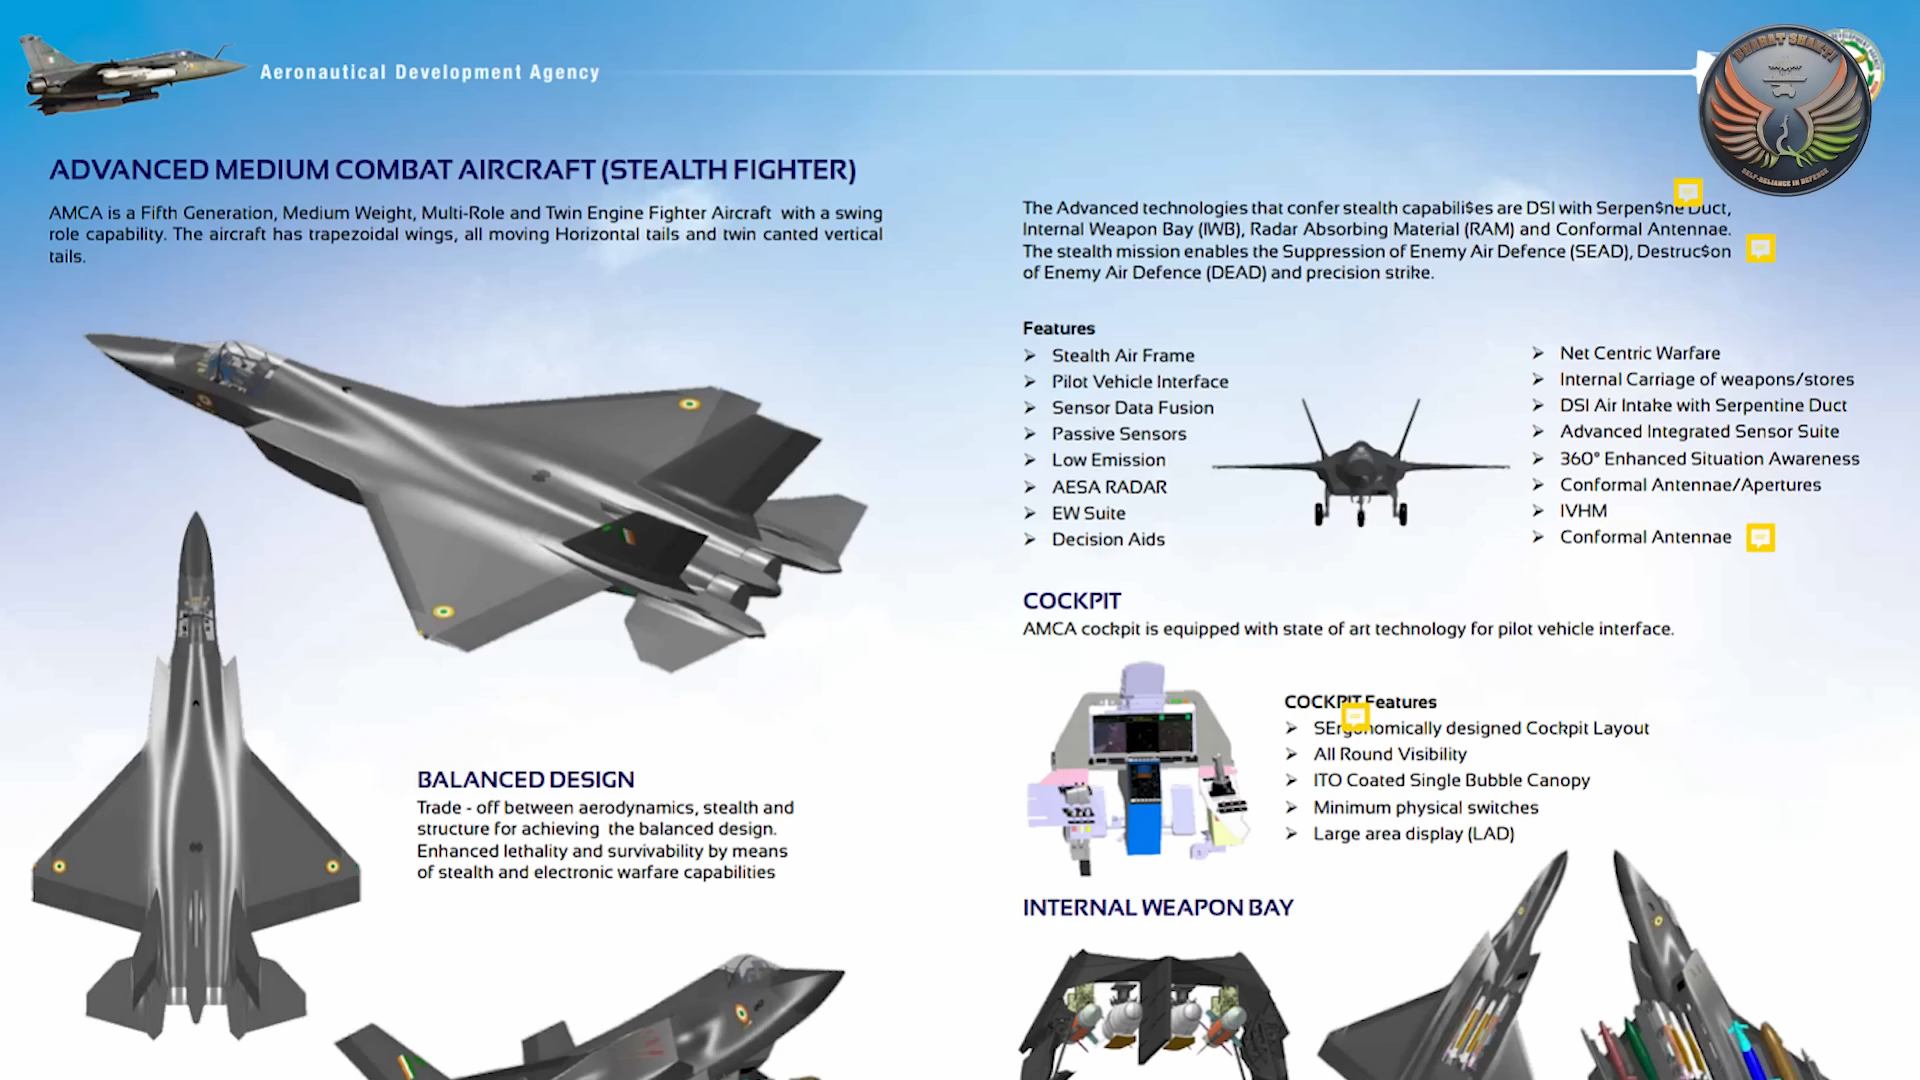 Aeronautical Development Agency
BHARAT SHAKTI
SELF-RELIANCE IN DEFENCE
ADVANCED MEDIUM COMBAT AIRCRAFT (STEALTH FIGHTER)
AMCA is a Fifth Generation, Medium Weight, Multi-Role and Twin Engine Fighter Aircraft with a swing
role capability. The aircraft has trapezoidal wings, all moving Horizontal tails and twin canted vertical
tails.
BALANCED DESIGN
Trade - off between aerodynamics, stealth and
structure for achieving the balanced design.
Enhanced lethality and survivability by means
of stealth and electronic warfare capabilities
The Advanced technologies that confer stealth capabili$es are DSI with Serpen$ne Duct,
Internal Weapon Bay (IWB), Radar Absorbing Material (RAM) and Conformal Antennae.
The stealth mission enables the Suppression of Enemy Air Defence (SEAD), Destruc$on
of Enemy Air Defence (DEAD) and precision strike.
Features
➢ Stealth Air Frame
➢ Pilot Vehicle Interface
➢ Sensor Data Fusion
➢ Passive Sensors
➢ Low Emission
➢ AESA RADAR
➢ EW Suite
➢ Decision Aids
➢ Net Centric Warfare
➢ Internal Carriage of weapons/stores
➢ DSI Air Intake with Serpentine Duct
➢ Advanced Integrated Sensor Suite
➢ 360° Enhanced Situation Awareness
➢ Conformal Antennae/Apertures
➢ IVHM
➢ Conformal Antennae
COCKPIT
AMCA cockpit is equipped with state of art technology for pilot vehicle interface.
COCKPIT Features
➢ SErgonomically designed Cockpit Layout
➢ All Round Visibility
➢ ITO Coated Single Bubble Canopy
➢ Minimum physical switches
➢ Large area display (LAD)
INTERNAL WEAPON BAY